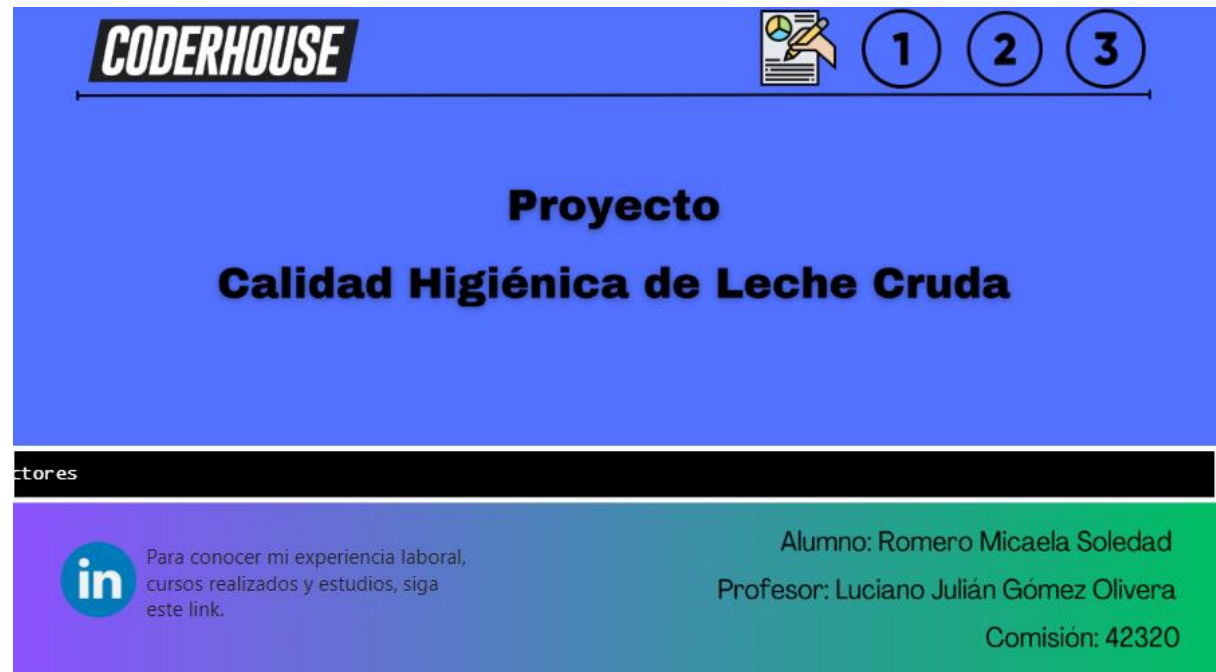 CODERHOUSE
1 2 3
Proyecto
Calidad Higiénica de Leche Cruda
ctores
in
Para conocer mi experiencia laboral,
cursos realizados y estudios, siga
este link.
Alumno: Romero Micaela Soledad
Profesor: Luciano Julián Gómez Olivera
Comisión: 42320